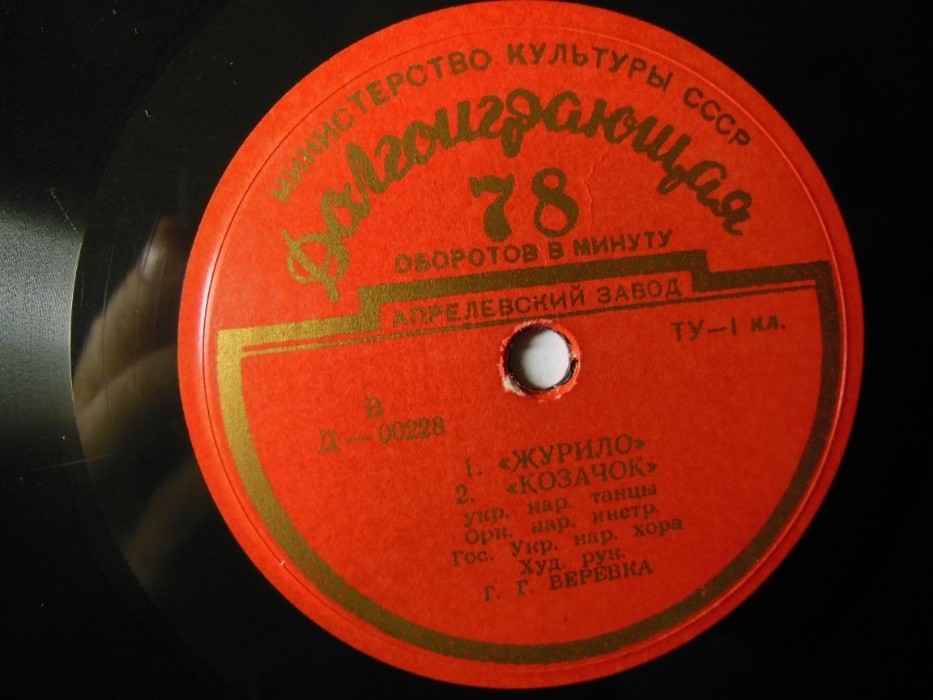 МИНИСТЕРСТВО КУЛЬТУРЫ СССР
Долгоиграющая
78
ОБОРОТОВ В МИНУТУ
АПРЕЛЕВСКИЙ ЗАВОД
ТУ—1 кл.
В
Д—00228
1. «ЖУРИЛО»
2. «КОЗАЧОК»
укр. нар. танцы
Орк. нар. инстр.
Гос. Укр. нар. хора
Худ. рук.
Г. Г. ВЕРЕВКА